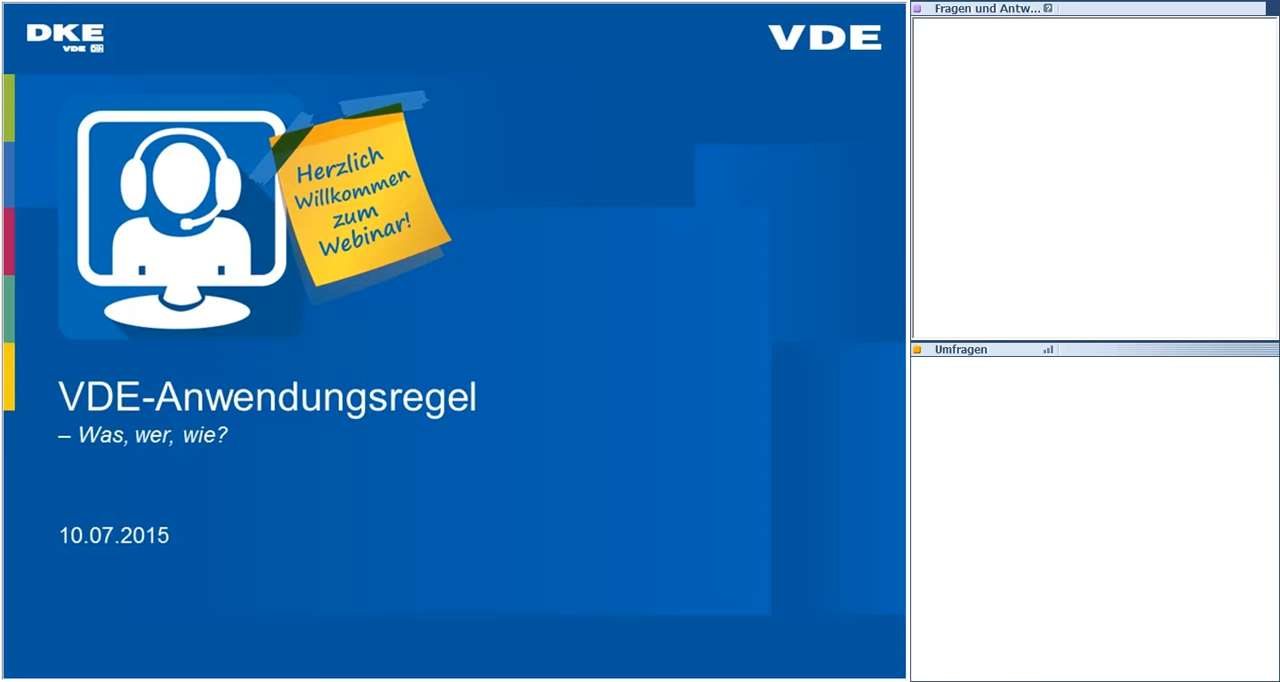 DKE
VDE DIN
VDE
Herzlich
Willkommen
zum
Webinar!
VDE-Anwendungsregel
– Was, wer, wie?
10.07.2015
Fragen und Antw... ?
Umfragen